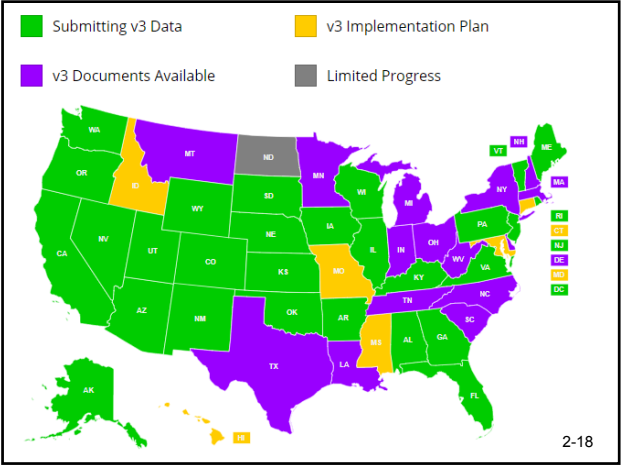 Submitting v3 Data
v3 Implementation Plan
v3 Documents Available
Limited Progress
WA
MT
ND
MN
VT
NH
ME
OR
ID
SD
WI
MI
NY
MA
WY
IA
PA
RI
NE
CT
NV
UT
CO
IL
IN
OH
NJ
CA
WV
DE
KS
MO
VA
MD
KY
DC
AZ
NM
OK
AR
TN
NC
SC
MS
AL
GA
TX
LA
AK
FL
HI
2-18